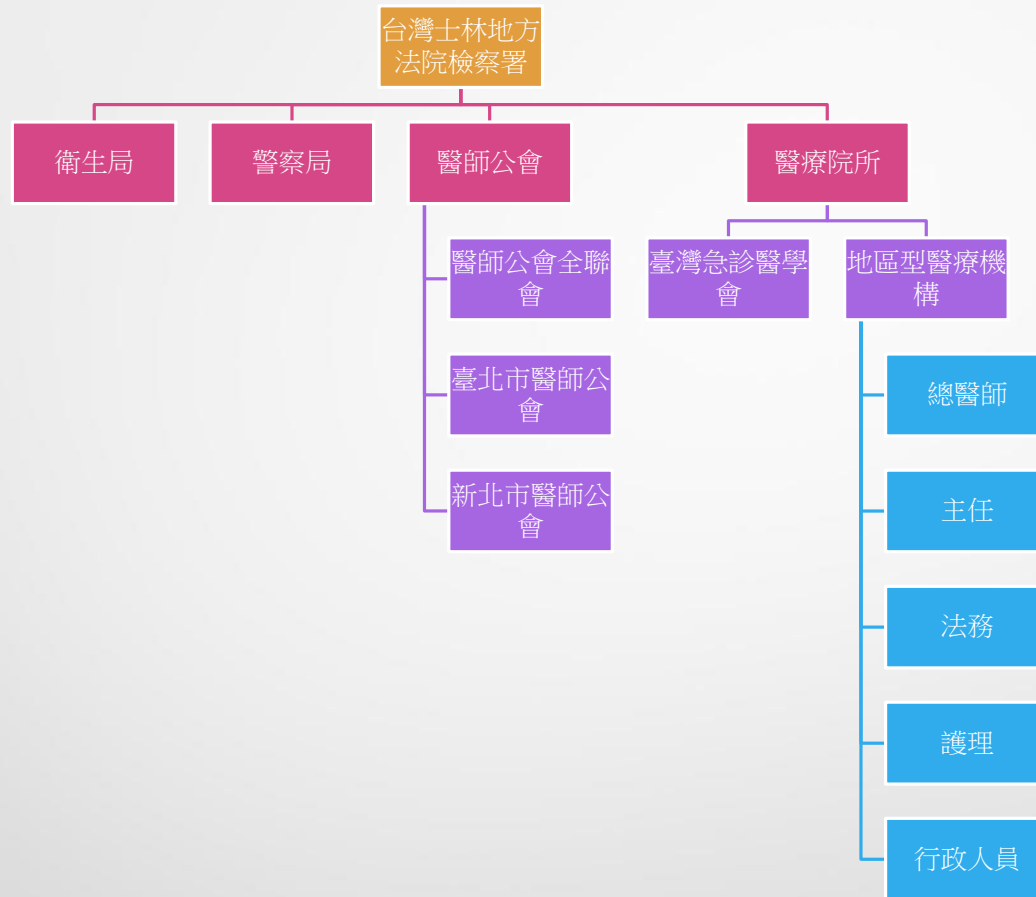 台灣士林地方
法院檢察署
衛生局
警察局
醫師公會
醫療院所
醫師公會全聯
會
臺灣急診醫學
會
地區型醫療機
構
臺北市醫師公
會
新北市醫師公
會
總醫師
主任
法務
護理
行政人員